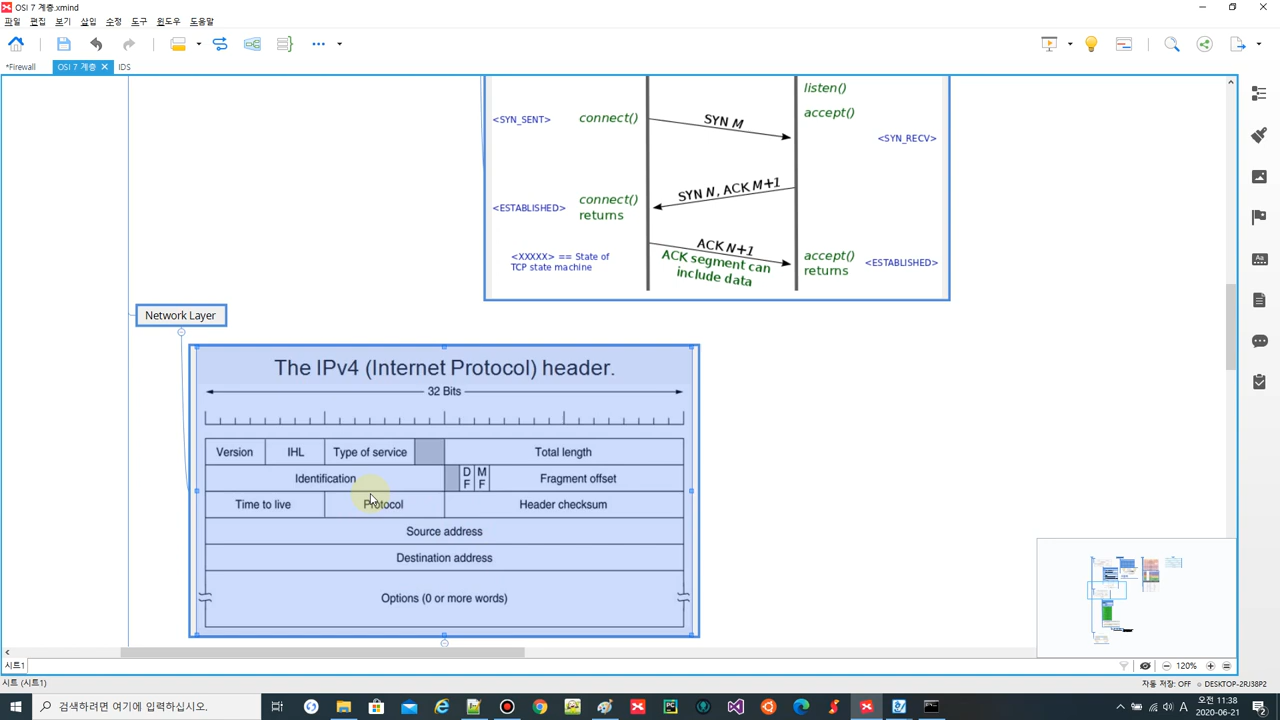 OSI 7 계층.xmind
파일 편집 보기 삽입 수정 도구 윈도우 도움말
*Firewall OSI 7 계층 IDS
listen()
<SYN_SENT> connect() SYN M accept()
<SYN_RECV>
SYN N, ACK M+1
<ESTABLISHED> connect()
returns
ACK N+1
<XXXXX> == State of
TCP state machine
ACK segment can
include data
accept()
returns
<ESTABLISHED>
Network Layer
The IPv4 (Internet Protocol) header.
32 Bits
Version IHL Type of service Total length
Identification D F M F Fragment offset
Time to live Protocol Header checksum
Source address
Destination address
Options (0 or more words)
시트1
120%
시트 (시트1) 자동 저장: OFF DESKTOP-2RJ38P2
검색하려면 여기에 입력하십시오.
A 오전 11:38
2020-06-21